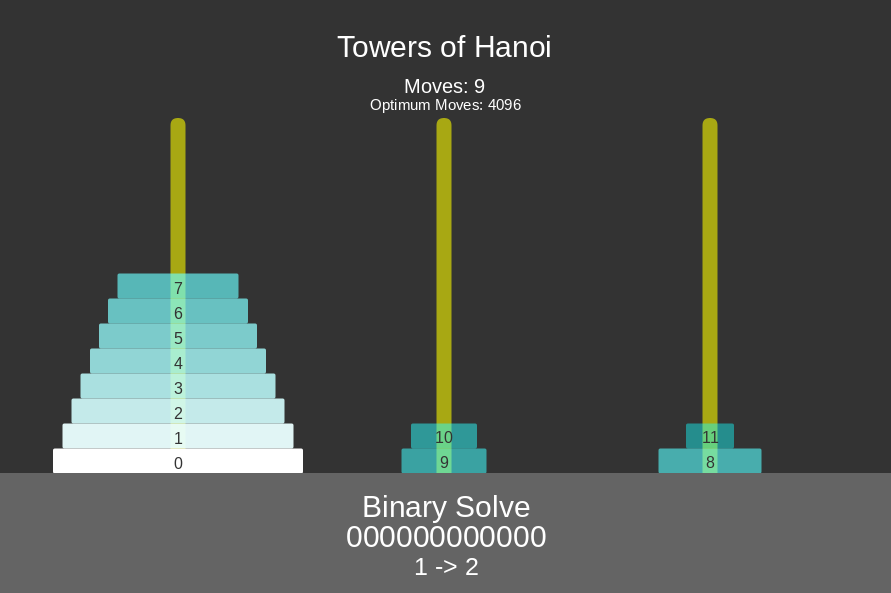 Towers of Hanoi
Moves: 9
Optimum Moves: 4096
7
6
5
4
3
2
1
0
10
9
11
8
Binary Solve
000000000000
1 -> 2